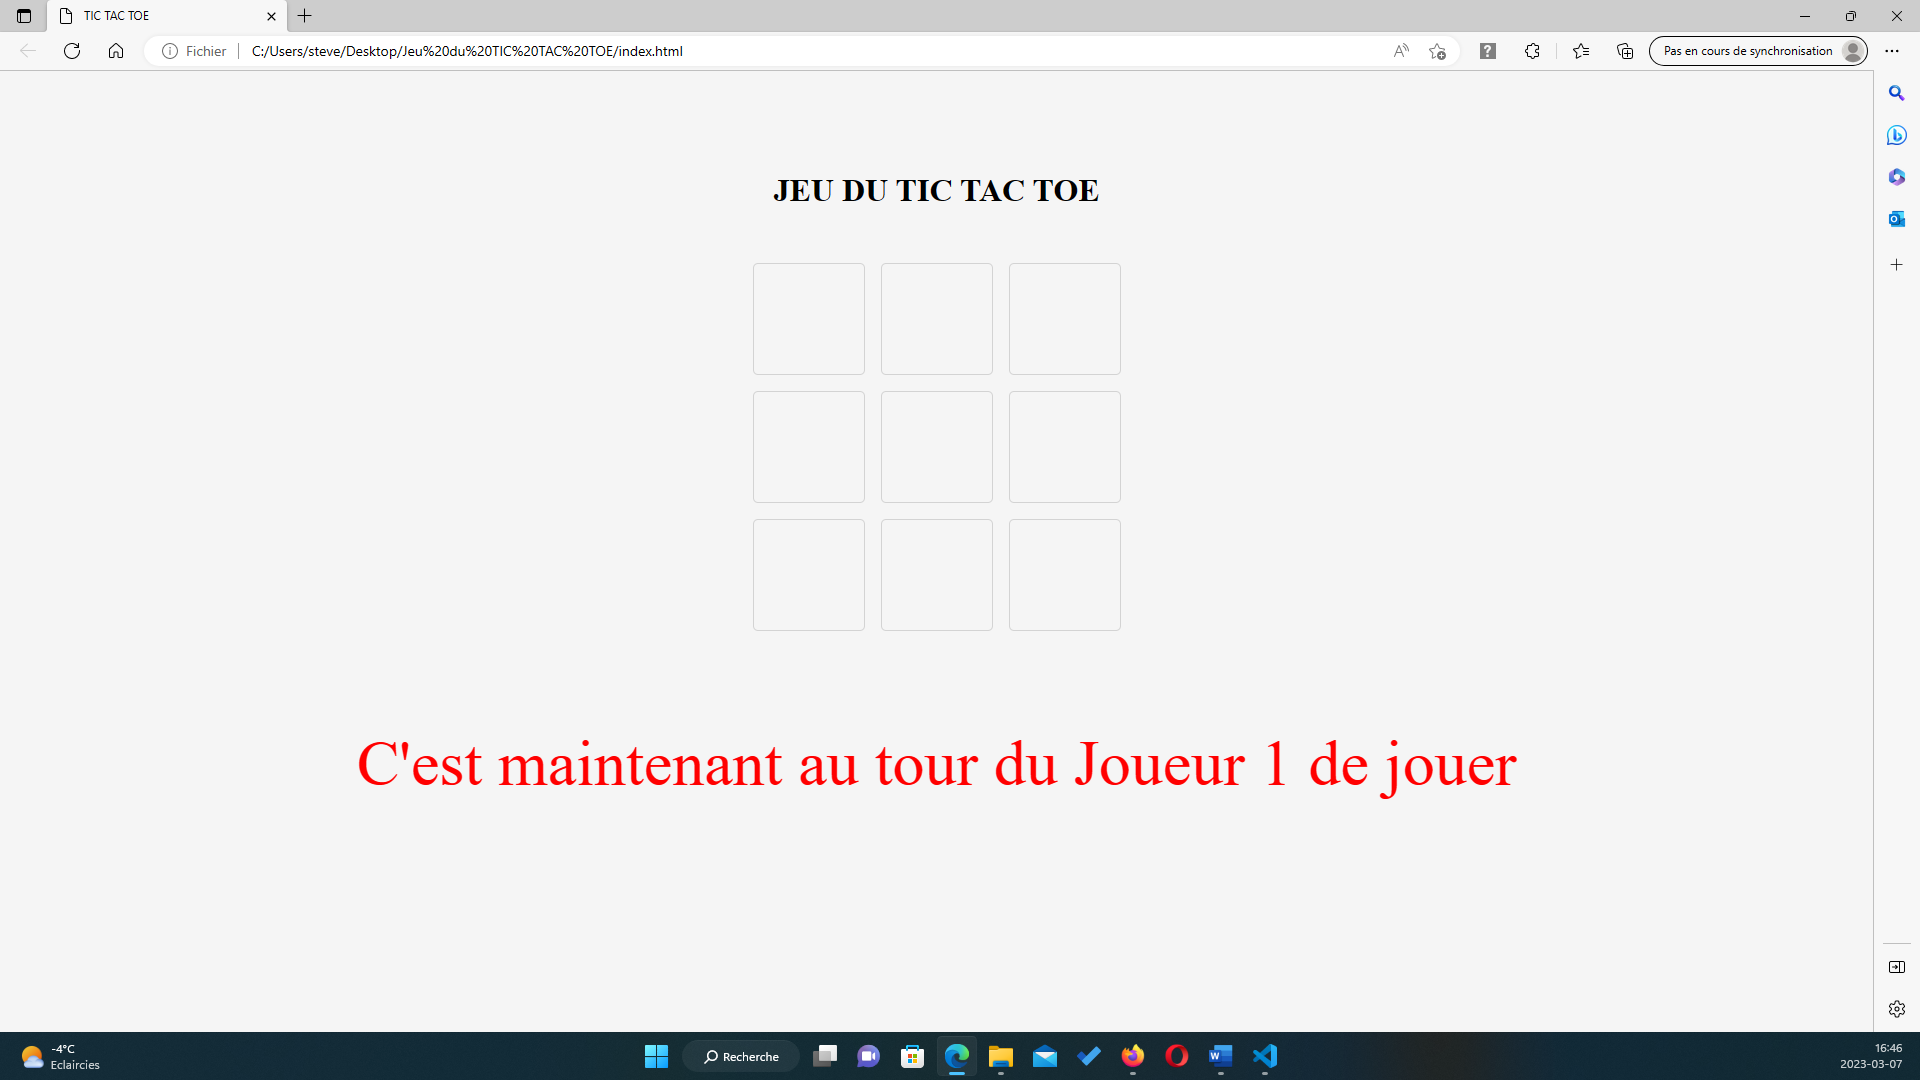 TIC TAC TOE
Fichier
C:/Users/steve/Desktop/Jeu%20du%20TIC%20TAC%20TOE/index.html
Pas en cours de synchronisation
JEU DU TIC TAC TOE
C'est maintenant au tour du Joueur 1 de jouer
-4°C
Eclaircies
Recherche
16:46
2023-03-07